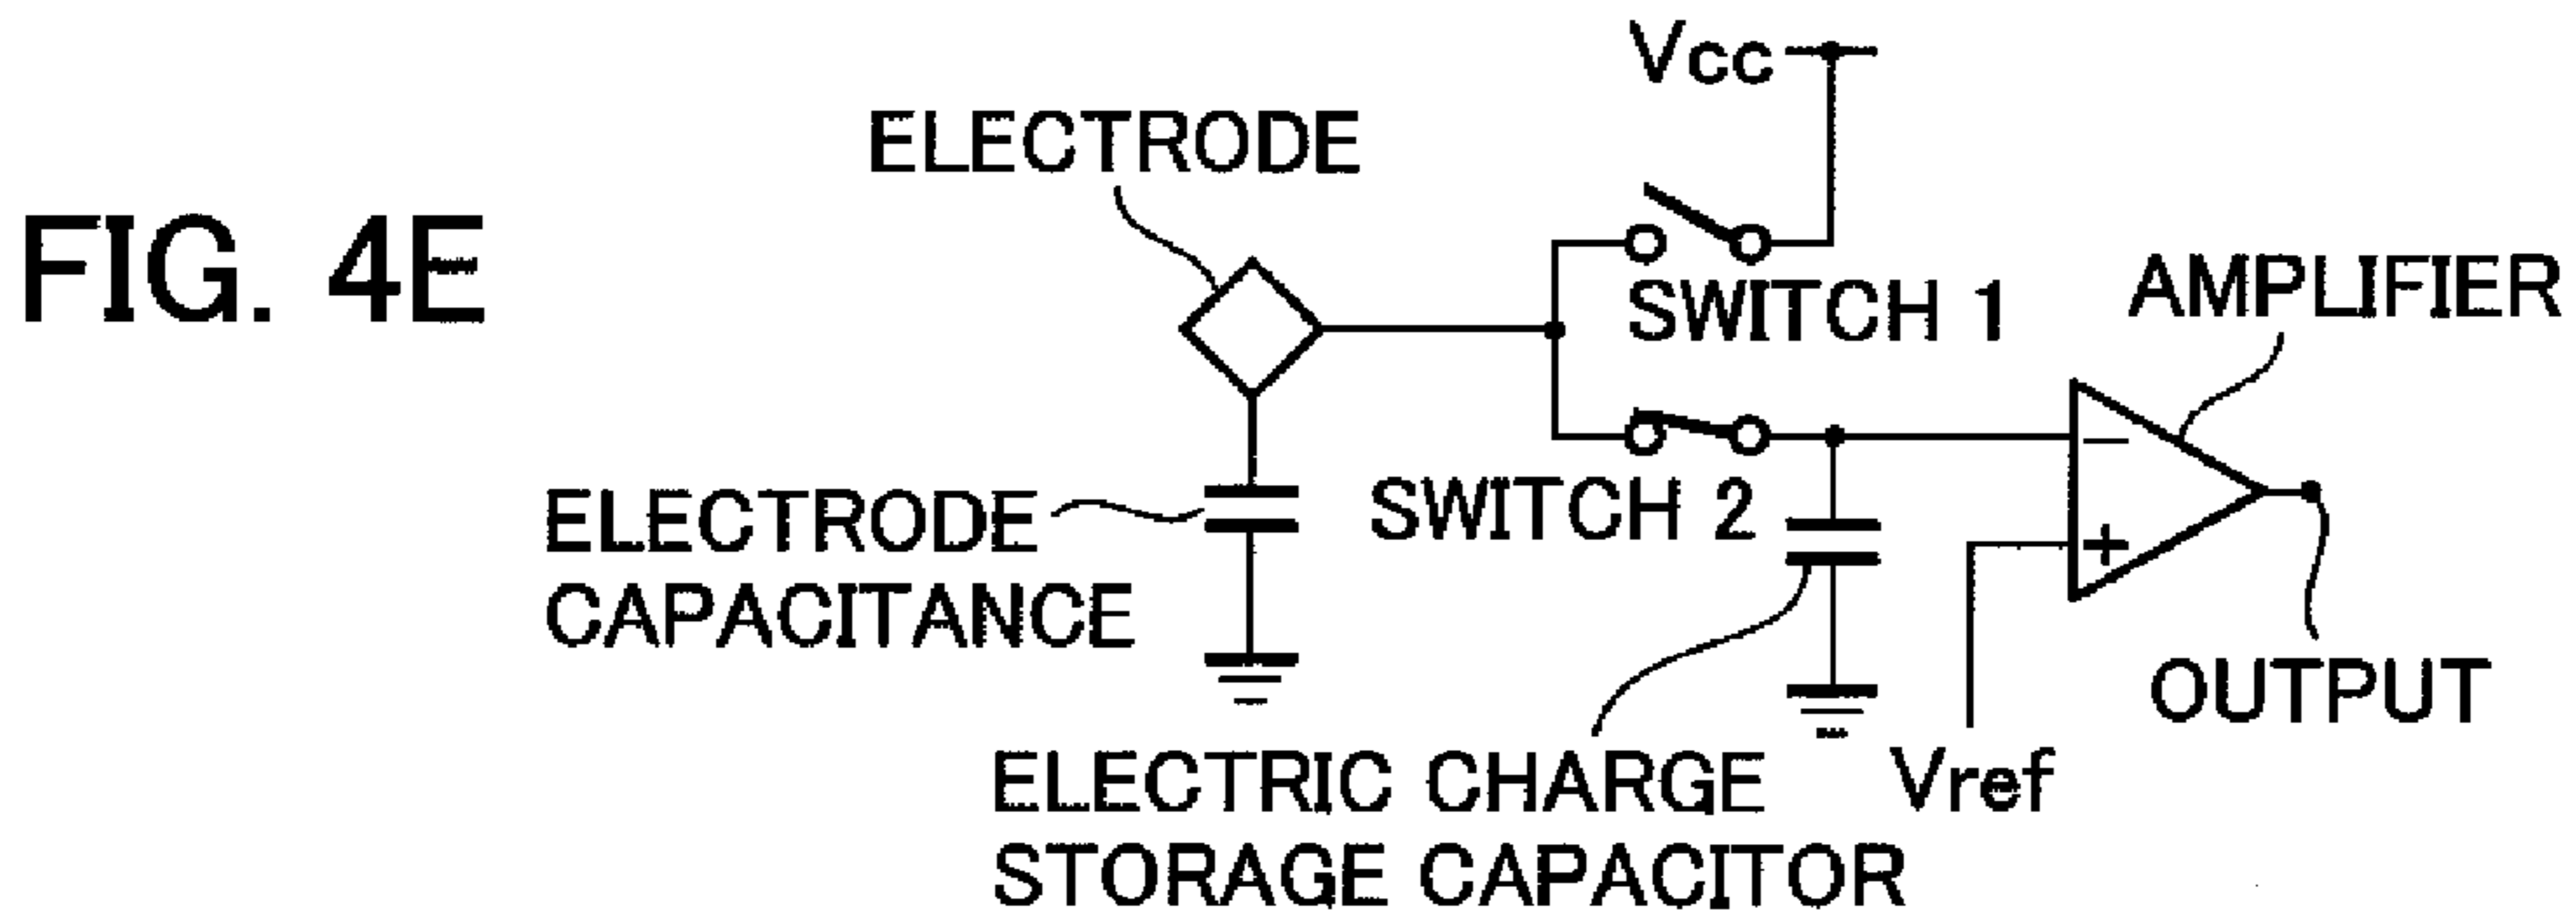 FIG. 4E
Vcc
ELECTRODE
SWITCH 1
AMPLIFIER
ELECTRODE
CAPACITANCE
SWITCH 2
−
+
OUTPUT
Vref
ELECTRIC CHARGE
STORAGE CAPACITOR